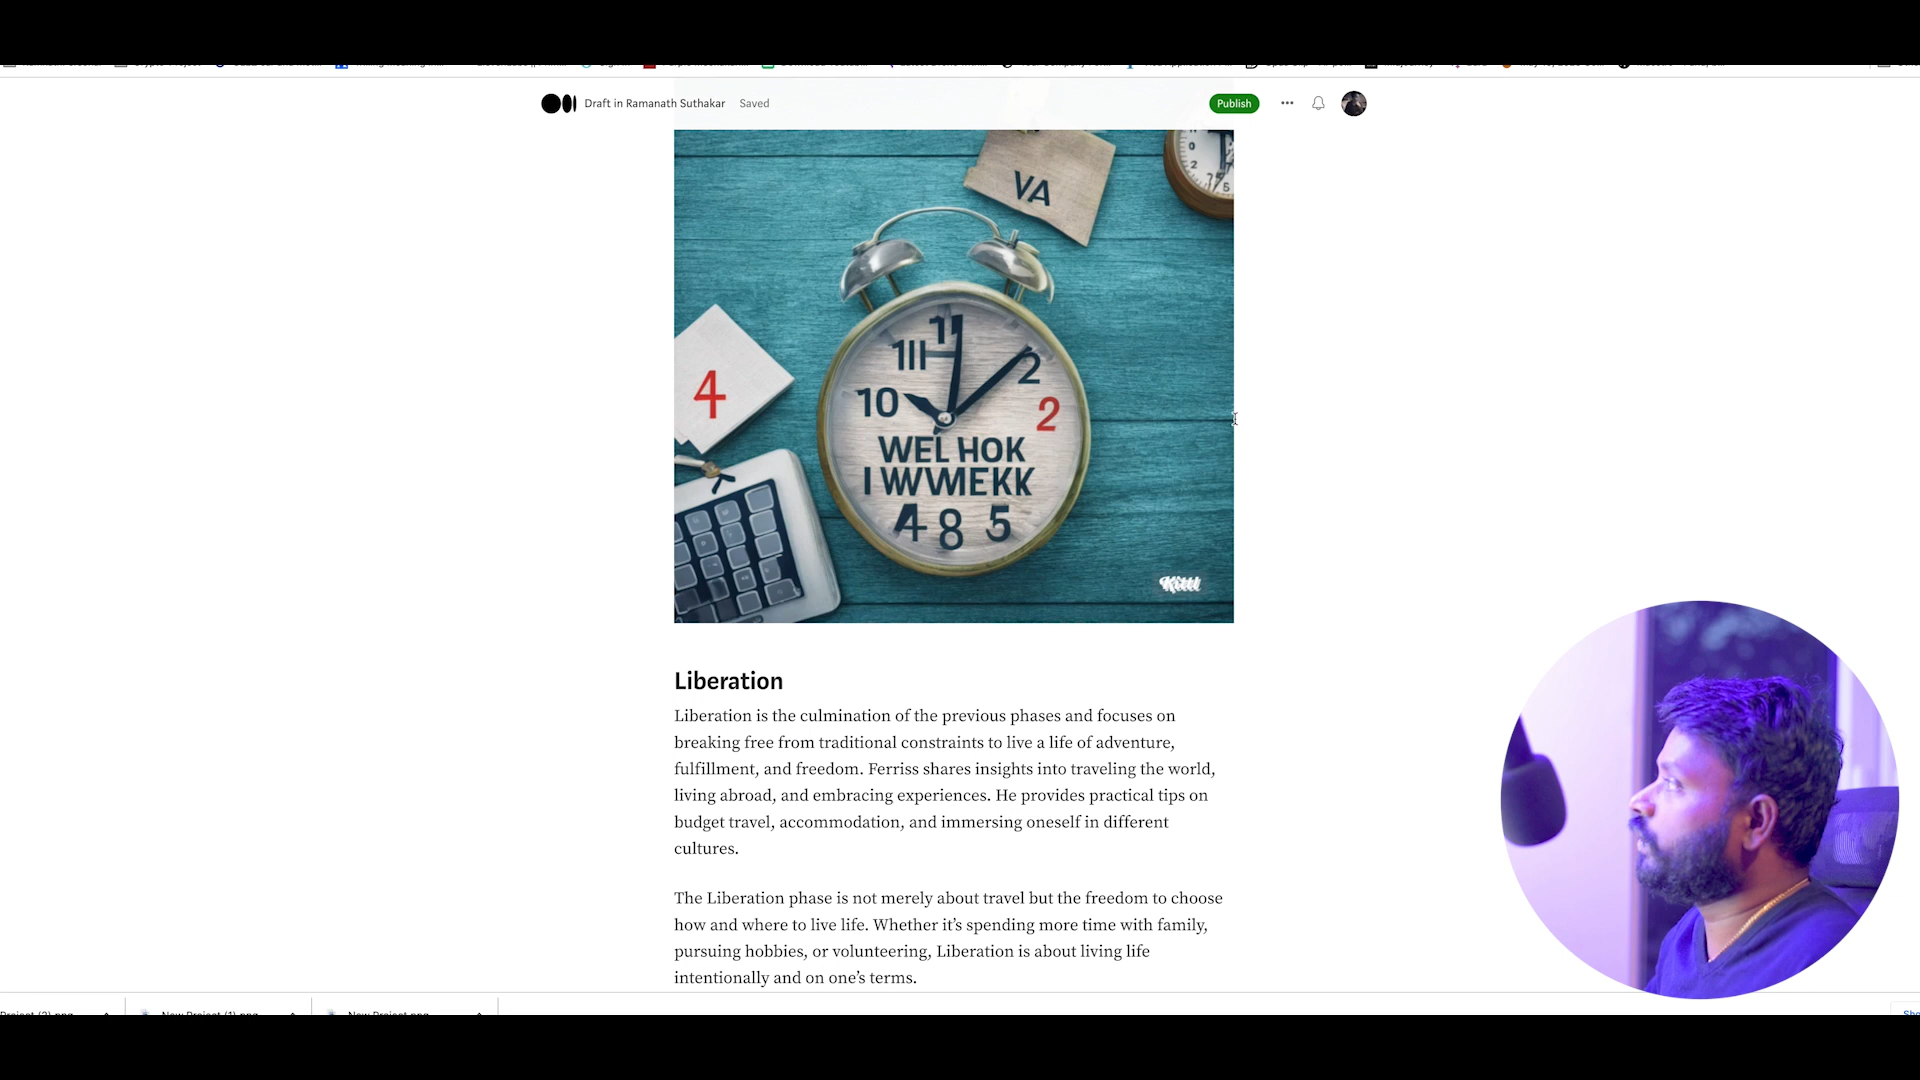 Draft in Ramanath Suthakar Saved
Publish
VA
4
11
10
2
2
WEL HOK
I WWIEKK
4 8 5
Kittl
Liberation
Liberation is the culmination of the previous phases and focuses on
breaking free from traditional constraints to live a life of adventure,
fulfillment, and freedom. Ferriss shares insights into traveling the world,
living abroad, and embracing experiences. He provides practical tips on
budget travel, accommodation, and immersing oneself in different
cultures.
The Liberation phase is not merely about travel but the freedom to choose
how and where to live life. Whether it’s spending more time with family,
pursuing hobbies, or volunteering, Liberation is about living life
intentionally and on one’s terms.